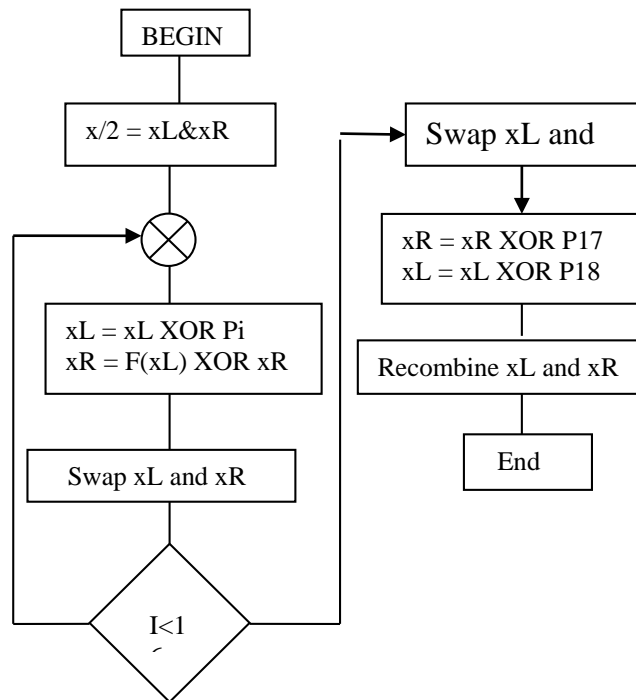 BEGIN
x/2 = xL&xR
xL = xL XOR Pi
xR = F(xL) XOR xR
Swap xL and xR
I<1
Swap xL and
xR = xR XOR P17
xL = xL XOR P18
Recombine xL and xR
End